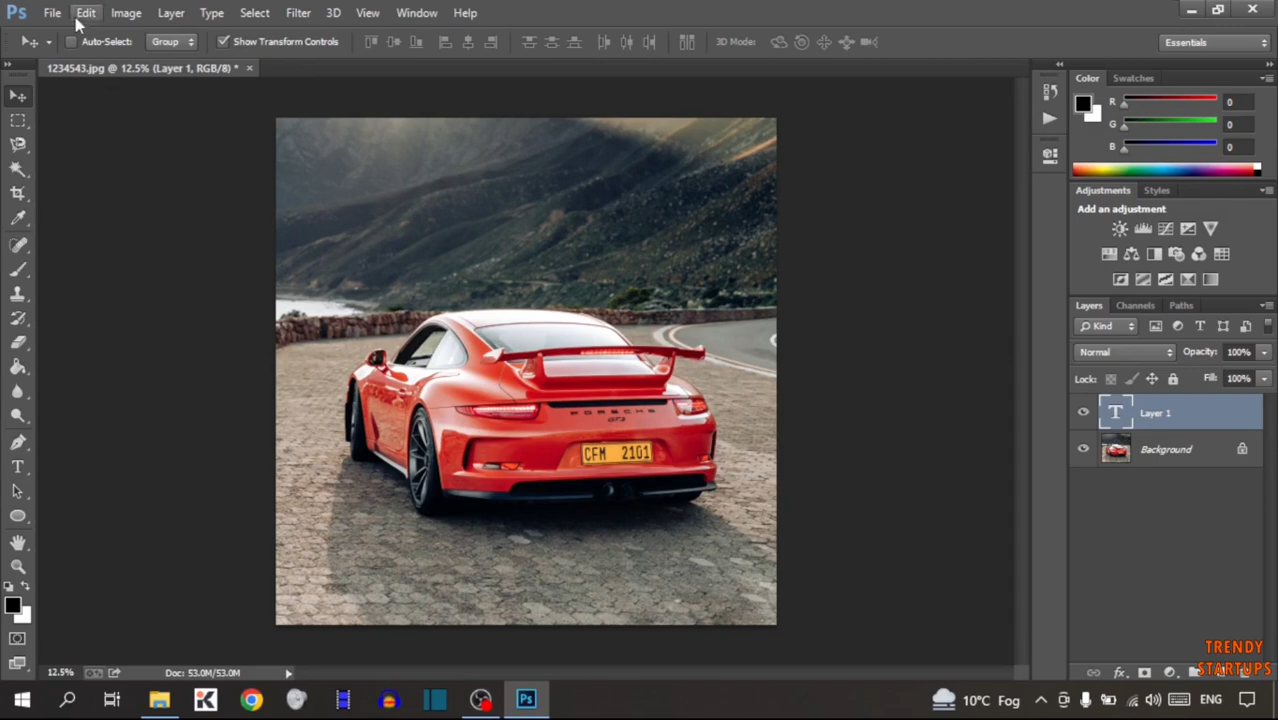 Ps File Edit Image Layer Type Select Filter 3D View Window Help
Auto-Select: Group Show Transform Controls 3D Mode: Essentials
1234543.jpg @ 12.5% (Layer 1, RGB/8) * ×
Color Swatches
R 0
G 0
B 0
Adjustments Styles
Add an adjustment
Layers Channels Paths
Kind
Normal Opacity: 100%
Lock: Fill: 100%
T Layer 1
Background
PORSCHE
GT3
CFM 2101
12.5% Doc: 53.0M/53.0M
TRENDY
STARTUPS
K Ps 10°C Fog ENG